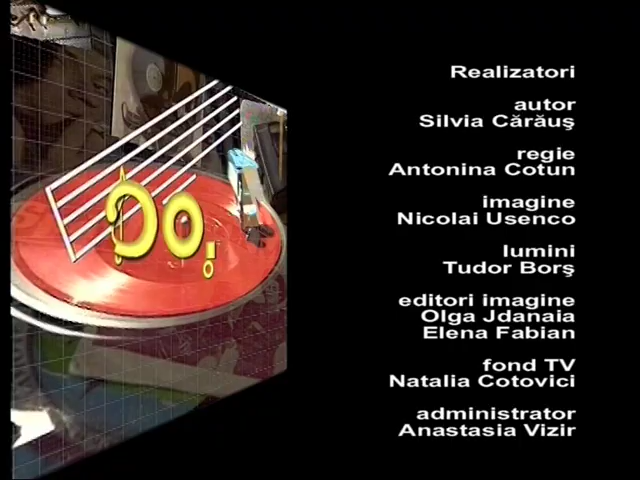 Realizatori
autor
Silvia Cărăuş
regie
Antonina Cotun
imagine
Nicolai Usenco
lumini
Tudor Borş
editori imagine
Olga Jdanaia
Elena Fabian
fond TV
Natalia Cotovici
administrator
Anastasia Vizir